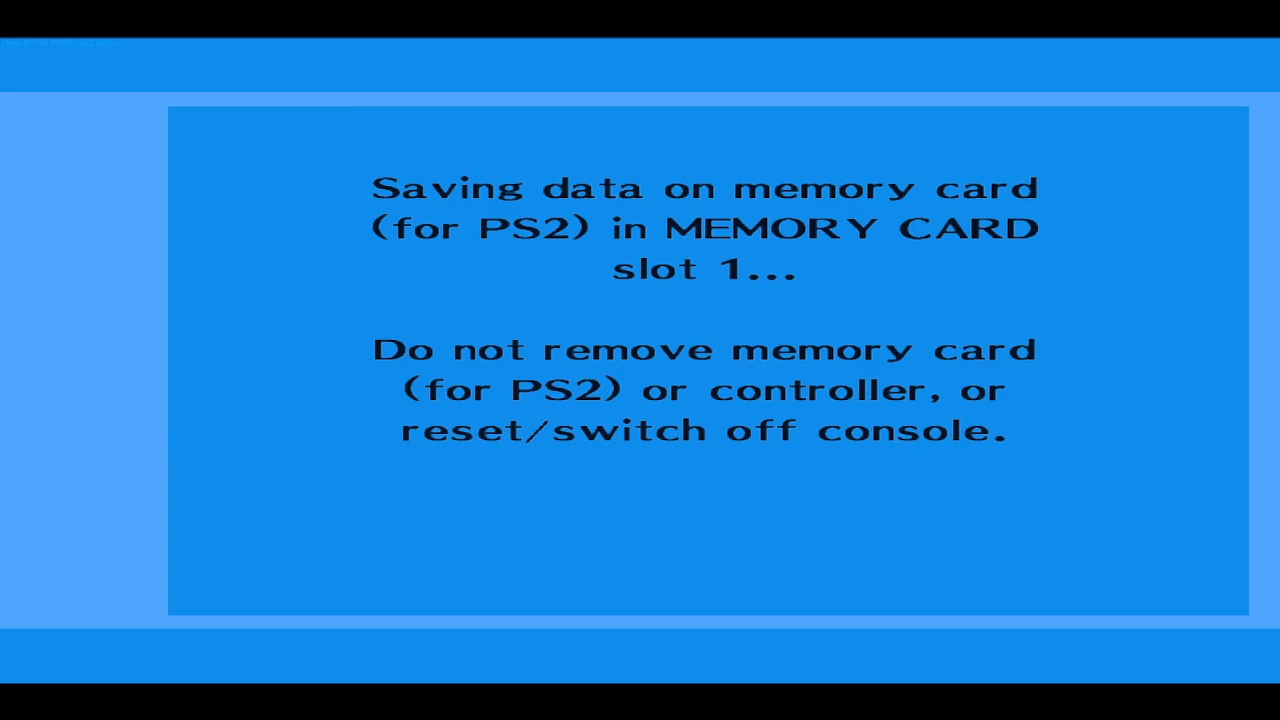 Saving data on memory card
(for PS2) in MEMORY CARD
slot 1...
Do not remove memory card
(for PS2) or controller, or
reset/switch off console.